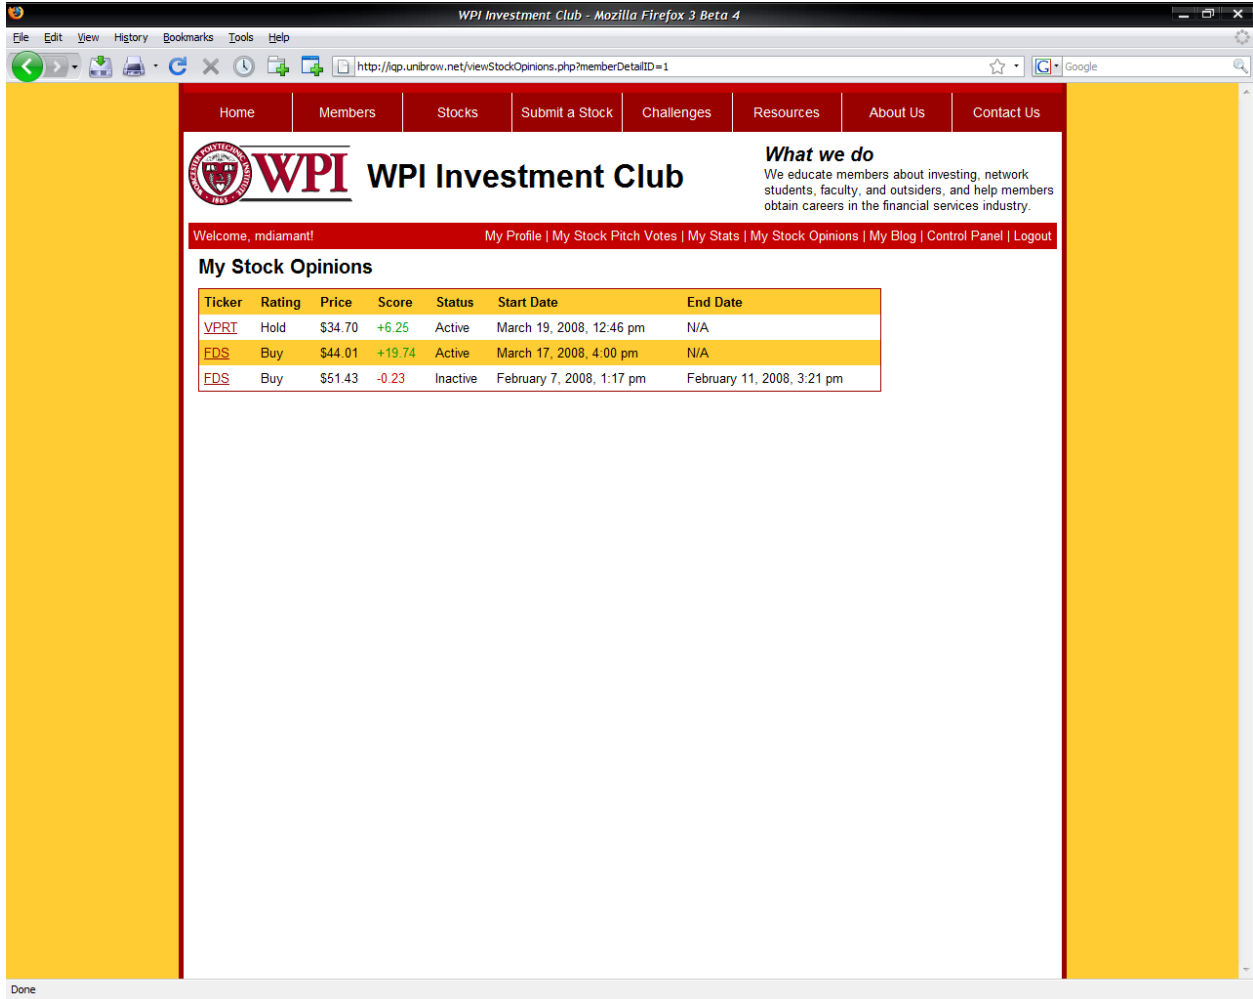 WPI Investment Club - Mozilla Firefox 3 Beta 4
File Edit View History Bookmarks Tools Help
http://iqp.unibrow.net/viewStockOpinions.php?memberDetailID=1 G Google
Home Members Stocks Submit a Stock Challenges Resources About Us Contact Us
WORCESTER POLYTECHNIC INSTITUTE
1865
WPI
WPI Investment Club
What we do
We educate members about investing, network
students, faculty, and outsiders, and help members
obtain careers in the financial services industry.
Welcome, mdiamant! My Profile | My Stock Pitch Votes | My Stats | My Stock Opinions | My Blog | Control Panel | Logout
My Stock Opinions
Ticker Rating Price Score Status Start Date End Date
VPRT Hold $34.70 +6.25 Active March 19, 2008, 12:46 pm N/A
FDS Buy $44.01 +19.74 Active March 17, 2008, 4:00 pm N/A
FDS Buy $51.43 -0.23 Inactive February 7, 2008, 1:17 pm February 11, 2008, 3:21 pm
Done